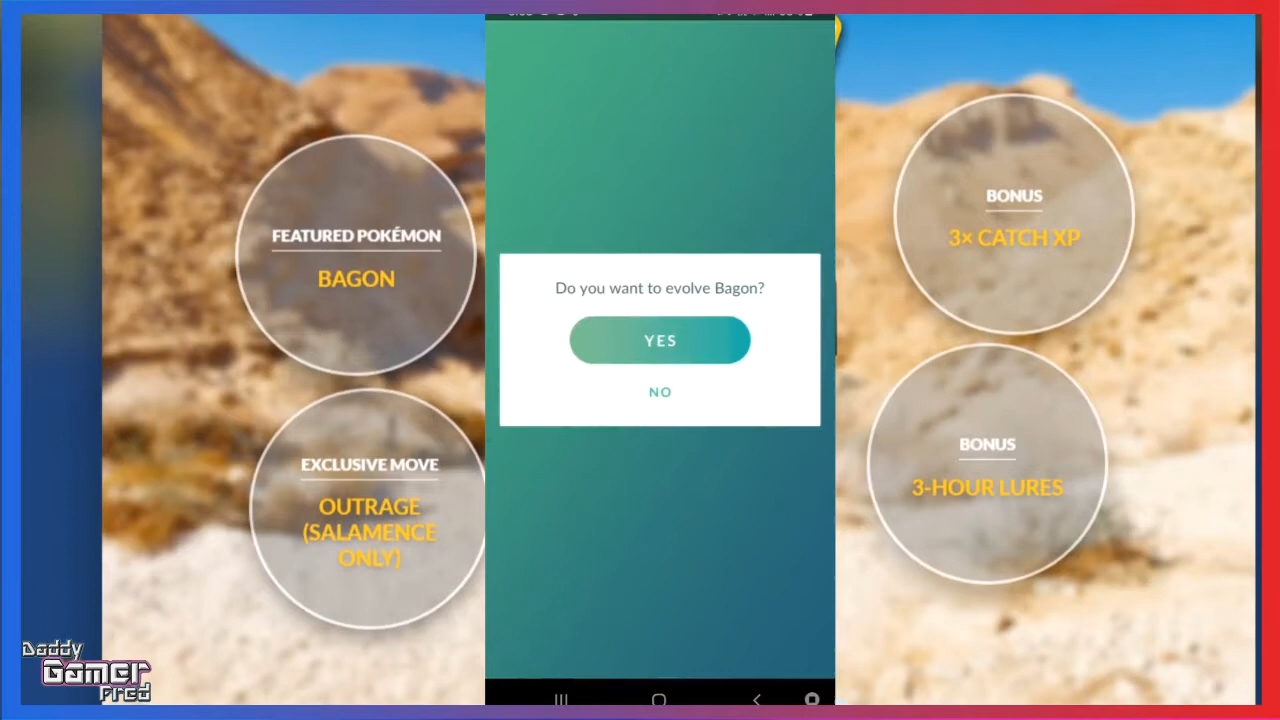 FEATURED POKÉMON
BAGON
EXCLUSIVE MOVE
OUTRAGE
(SALAMENCE
ONLY)
Do you want to evolve Bagon?
YES
NO
BONUS
3× CATCH XP
BONUS
3-HOUR LURES
Daddy
Gamer
Fred